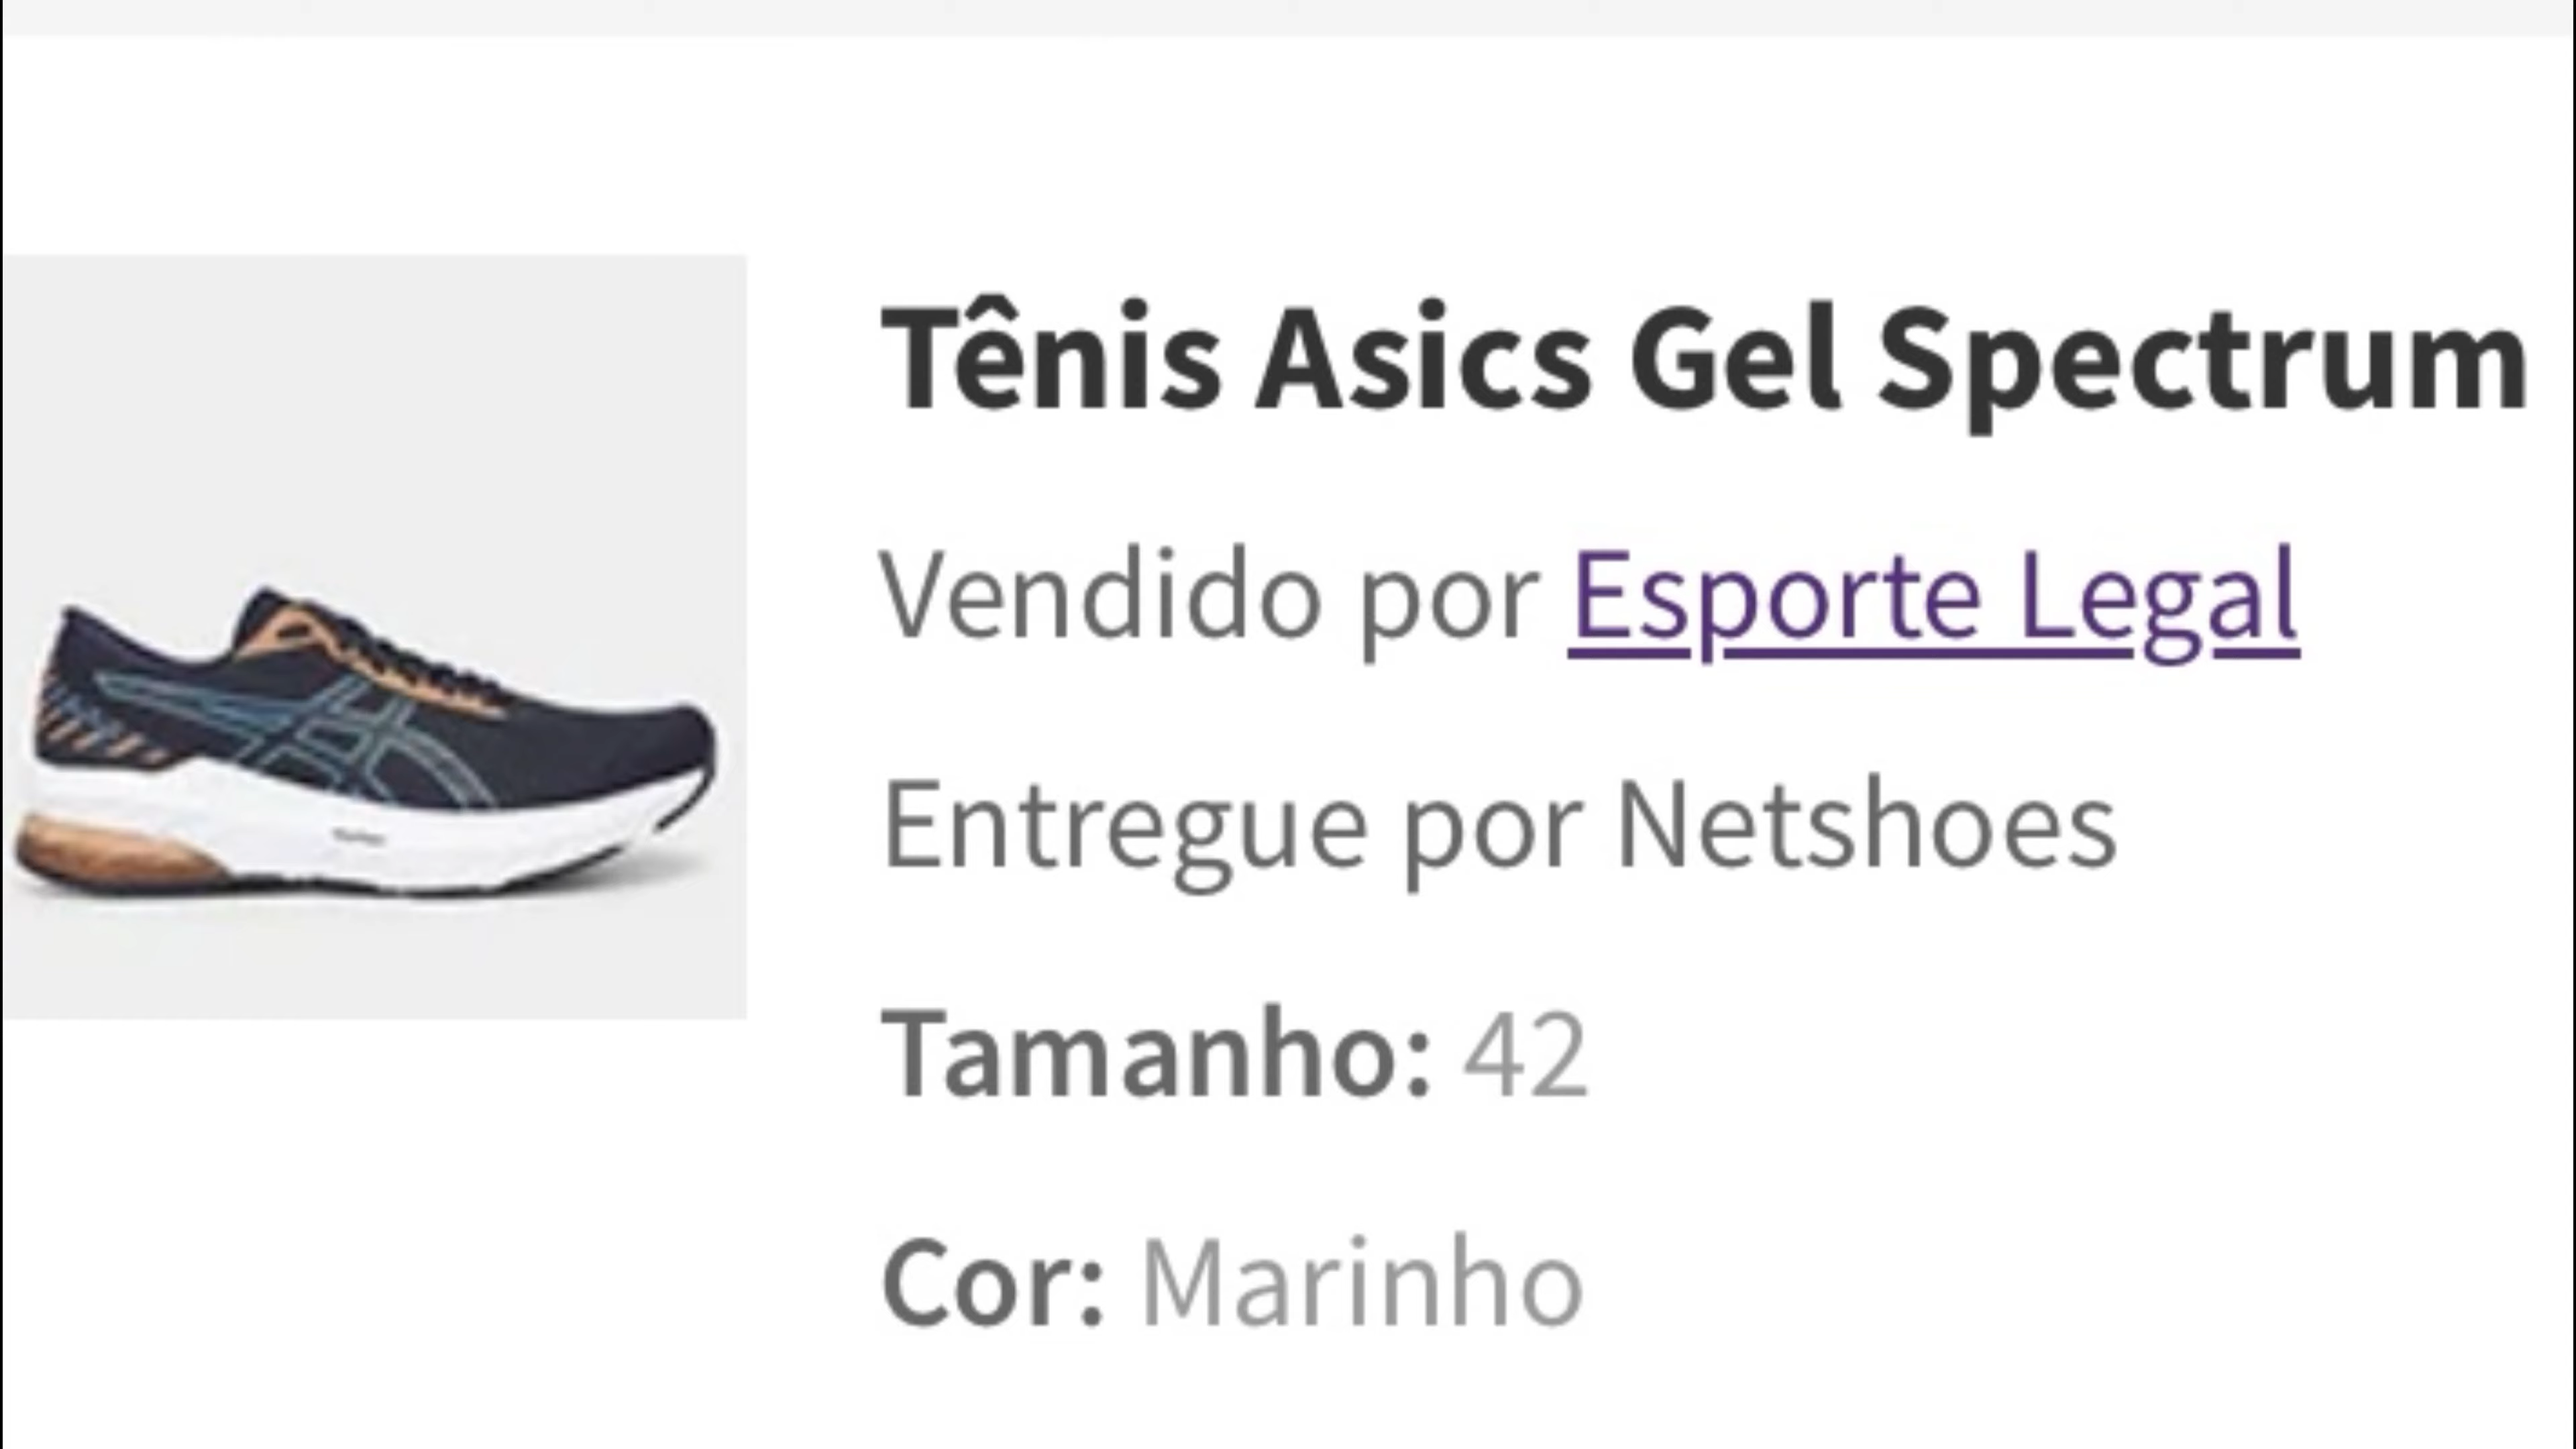 Tênis Asics Gel Spectrum
Vendido por Esporte Legal
Entregue por Netshoes
Tamanho: 42
Cor: Marinho